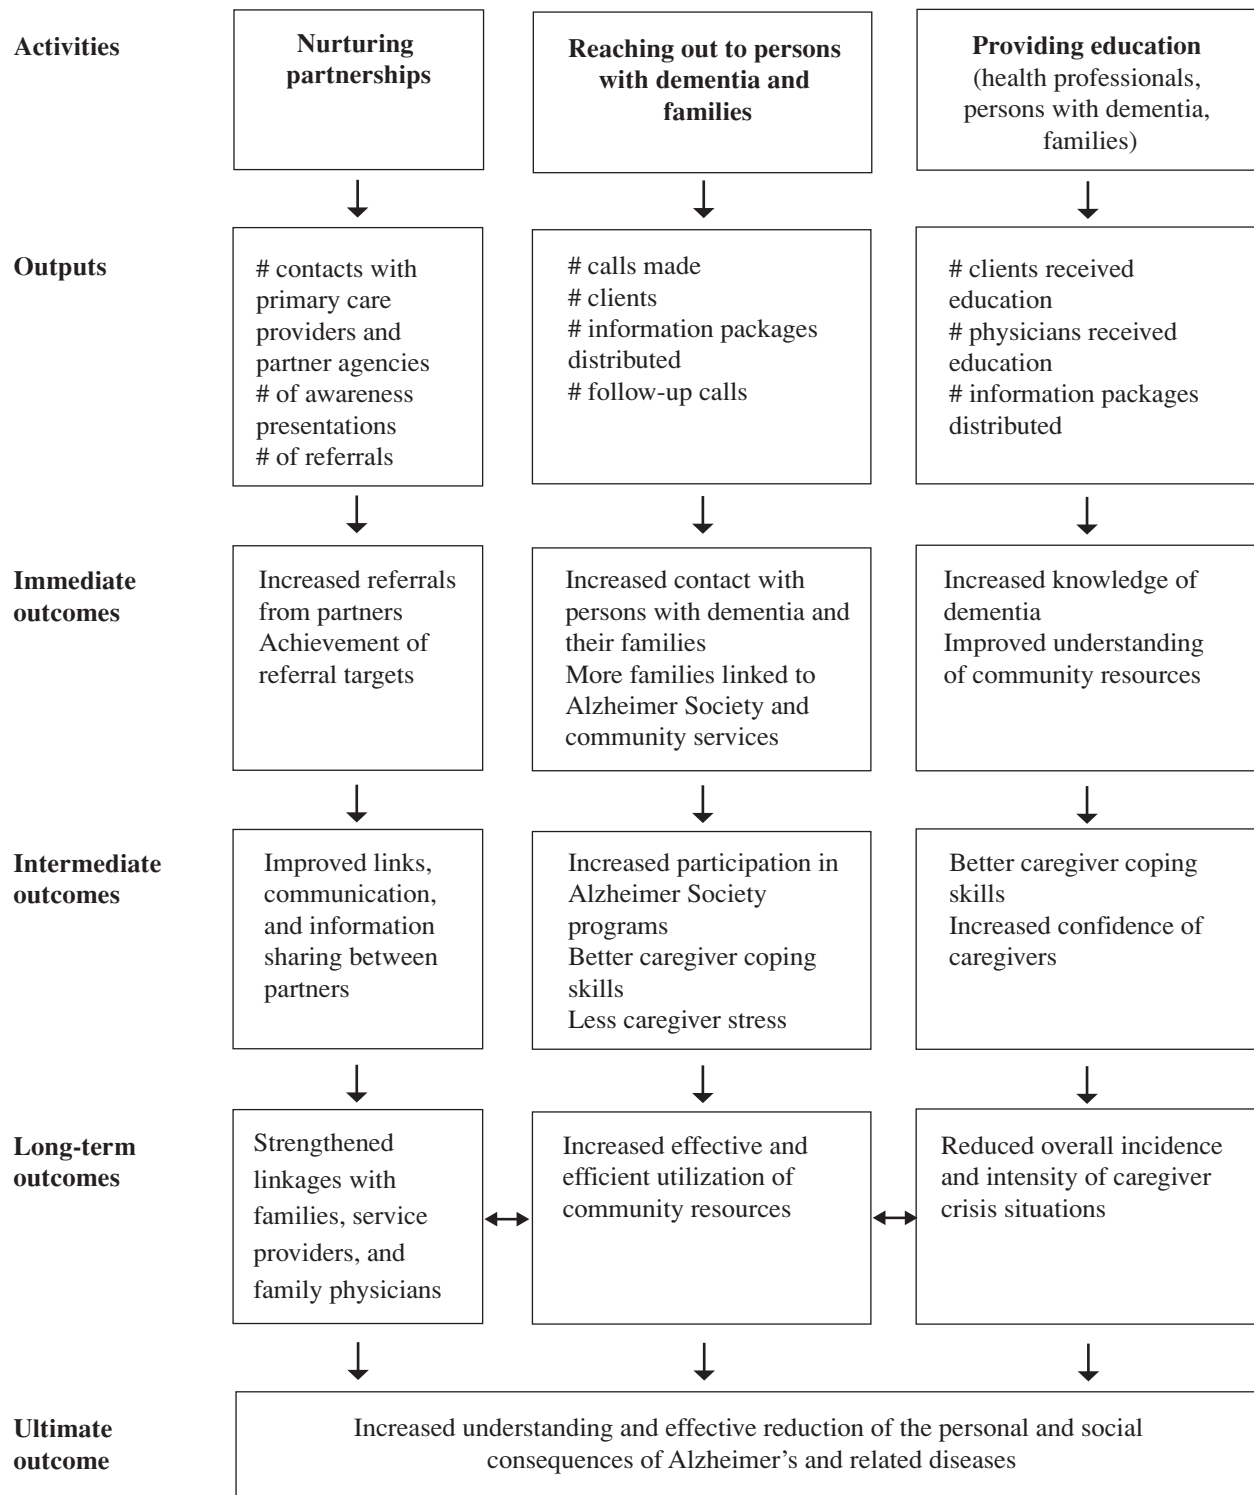 Activities
Nurturing
partnerships
Reaching out to persons
with dementia and
families
Providing education
(health professionals,
persons with dementia,
families)
Outputs
# contacts with
primary care
providers and
partner agencies
# of awareness
presentations
# of referrals
# calls made
# clients
# information packages
distributed
# follow-up calls
# clients received
education
# physicians received
education
# information packages
distributed
Immediate
outcomes
Increased referrals
from partners
Achievement of
referral targets
Increased contact with
persons with dementia and
their families
More families linked to
Alzheimer Society and
community services
Increased knowledge of
dementia
Improved understanding
of community resources
Intermediate
outcomes
Improved links,
communication,
and information
sharing between
partners
Increased participation in
Alzheimer Society
programs
Better caregiver coping
skills
Less caregiver stress
Better caregiver coping
skills
Increased confidence of
caregivers
Long-term
outcomes
Strengthened
linkages with
families, service
providers, and
family physicians
Increased effective and
efficient utilization of
community resources
Reduced overall incidence
and intensity of caregiver
crisis situations
Ultimate
outcome
Increased understanding and effective reduction of the personal and social
consequences of Alzheimer’s and related diseases